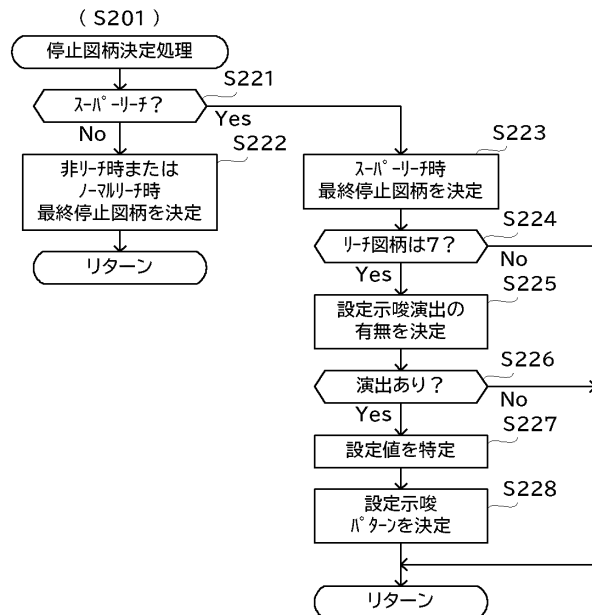 (S201)
停止図柄決定処理
S221
ｽｰﾊﾟｰﾘｰﾁ?
Yes
No
S222
非ﾘｰﾁ時または
ﾉｰﾏﾙﾘｰﾁ時
最終停止図柄を決定
リターン
S223
ｽｰﾊﾟｰﾘｰﾁ時
最終停止図柄を決定
S224
ﾘｰﾁ図柄は7?
No
Yes
S225
設定示唆演出の
有無を決定
S226
演出あり?
No
Yes
S227
設定値を特定
S228
設定示唆
ﾊﾟﾀｰﾝを決定
リターン